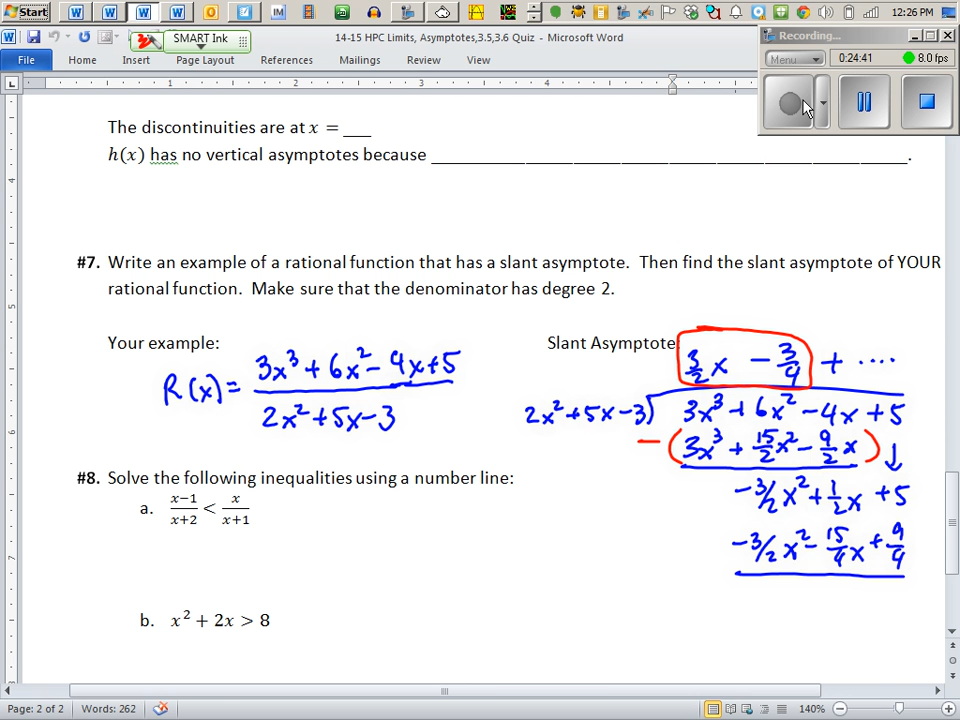 Start
12:26 PM
14-15 HPC Limits, Asymptotes,3.5,3.6 Quiz - Microsoft Word
Recording...
SMART Ink
Menu 0:24:41 8.0 fps
File Home Insert Page Layout References Mailings Review View
1 2 3 4
The discontinuities are at x = ___
h(x) has no vertical asymptotes because ______________________________.
#7. Write an example of a rational function that has a slant asymptote. Then find the slant asymptote of YOUR
rational function. Make sure that the denominator has degree 2.
Your example: Slant Asymptote:
R(x) = (3x³ + 6x² - 4x + 5)/(2x² + 5x - 3)
3/2 x - 3/4 + ....
2x² + 5x - 3) 3x³ + 6x² - 4x + 5
- (3x³ + 15/2 x² - 9/2 x) ↓
-3/2 x² + 1/2 x + 5
-3/2 x² - 15/4 x + 9/4
#8. Solve the following inequalities using a number line:
a. (x−1)/(x+2) < x/(x+1)
b. x² + 2x > 8
Page: 2 of 2 Words: 262 140%